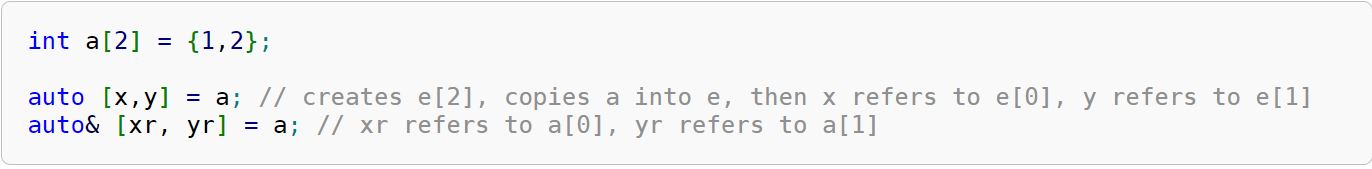 int a[2] = {1,2};
auto [x,y] = a; // creates e[2], copies a into e, then x refers to e[0], y refers to e[1]
auto& [xr, yr] = a; // xr refers to a[0], yr refers to a[1]